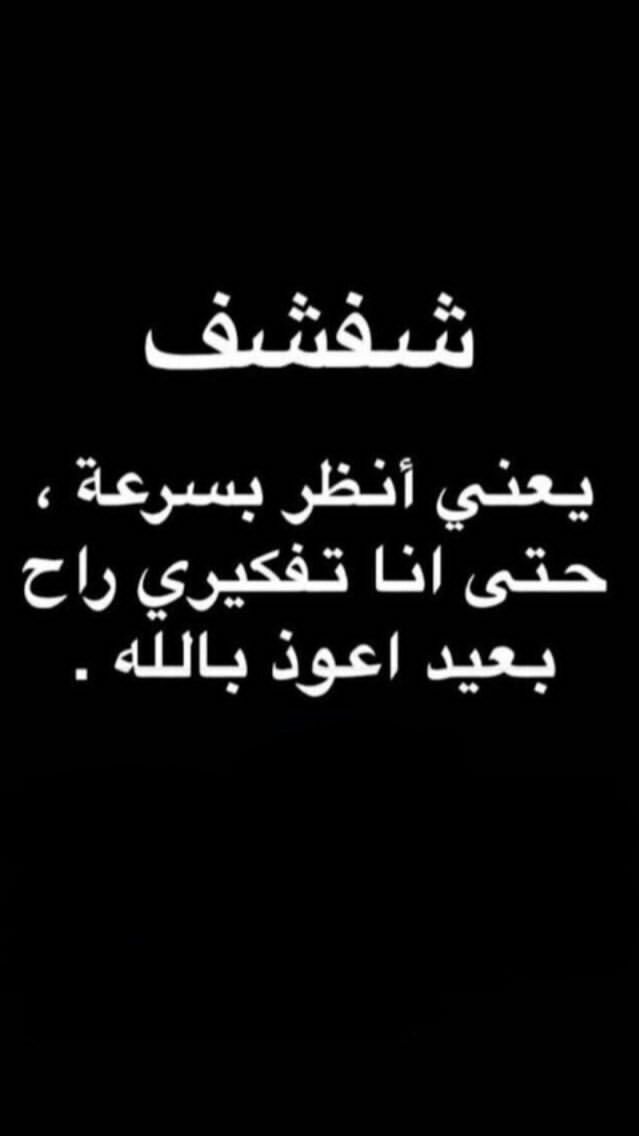 شفشف
يعني أنظر بسرعة ،
حتى انا تفكيري راح
بعيد اعوذ بالله .